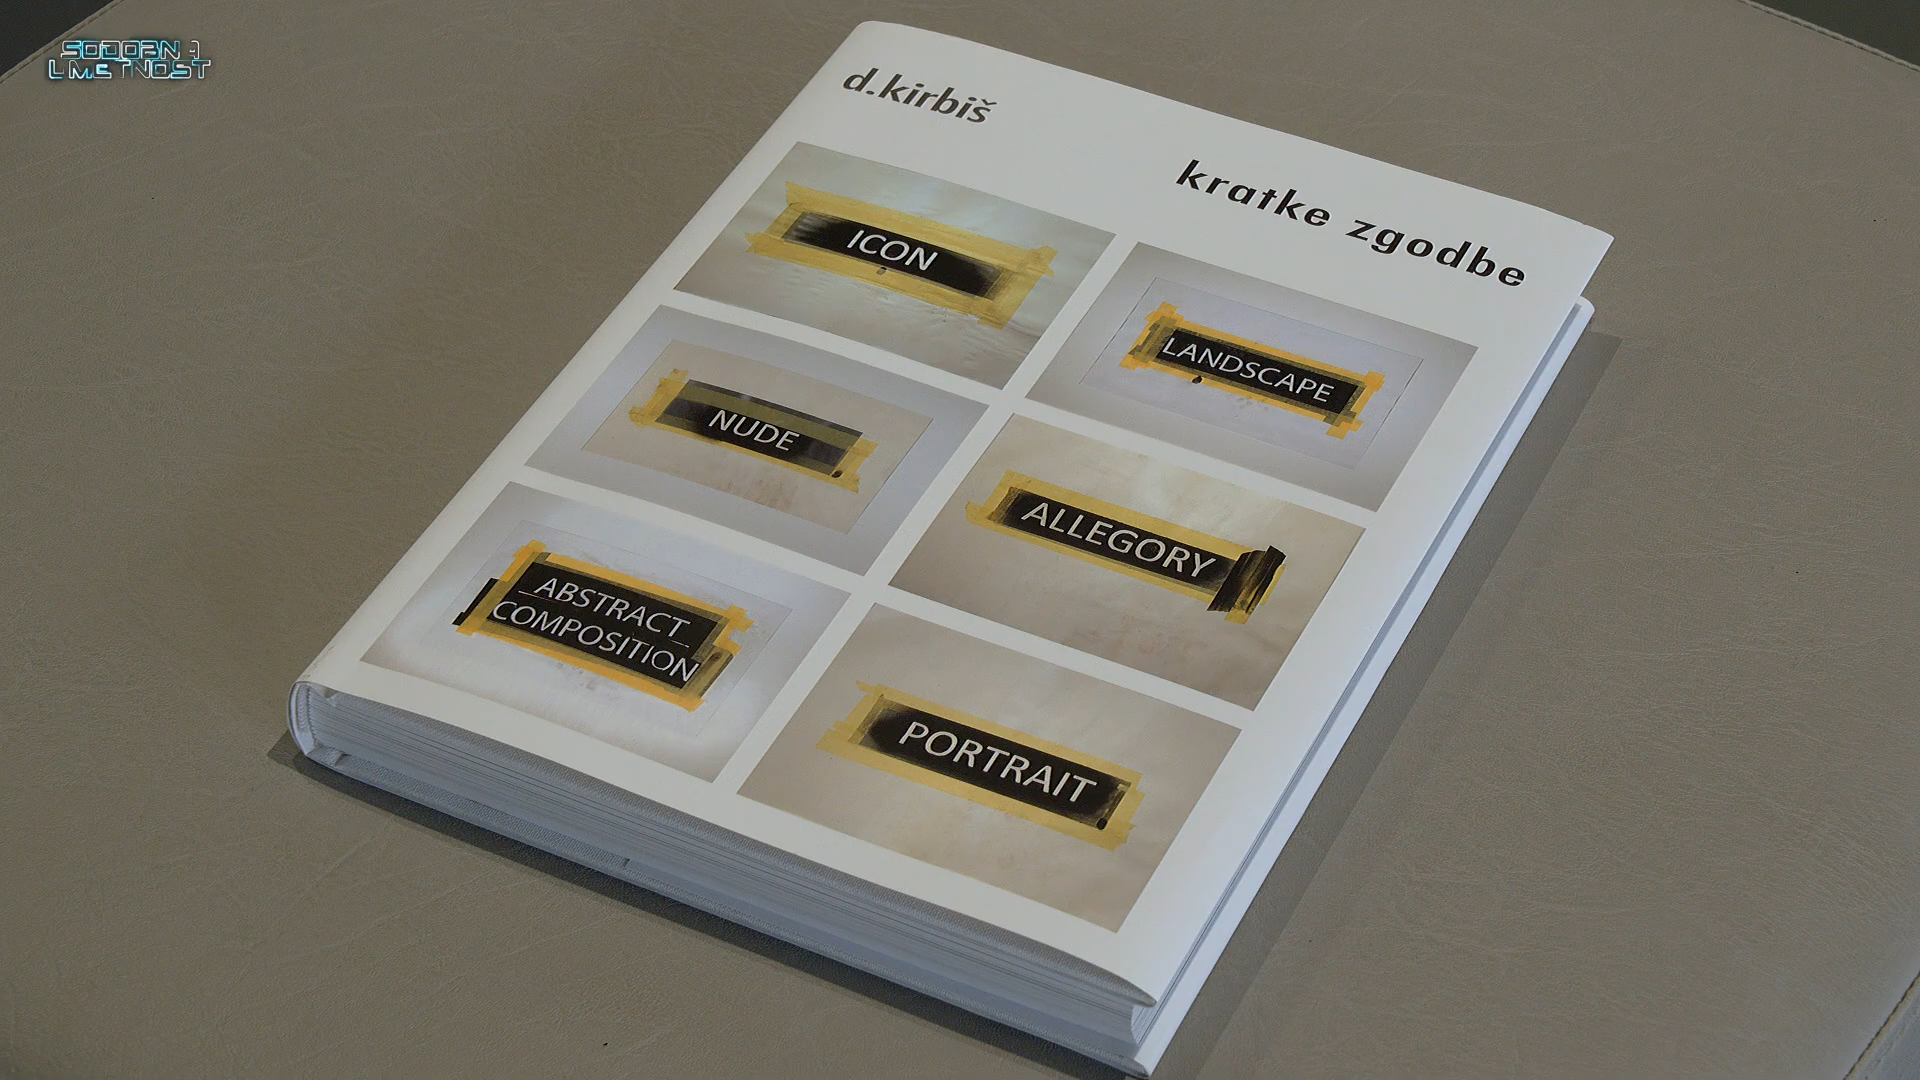 SODOBNA
UMETNOST
d.kirbiš
kratke zgodbe
ICON
LANDSCAPE
NUDE
ALLEGORY
ABSTRACT
COMPOSITION
PORTRAIT